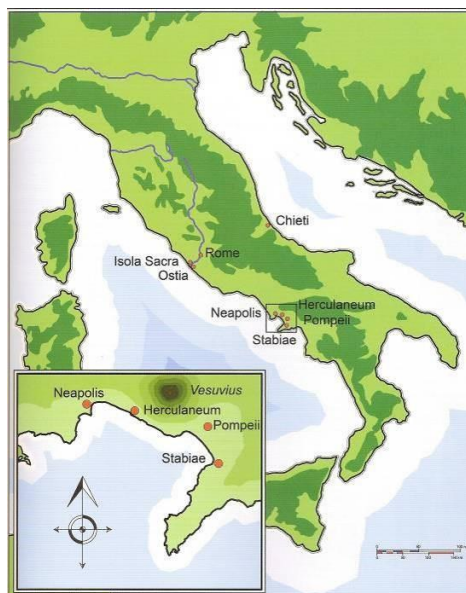 Chieti
Rome
Isola Sacra
Ostia
Neapolis
Herculaneum
Pompeii
Stabiae
Vesuvius
Neapolis
Herculaneum
Pompeii
Stabiae